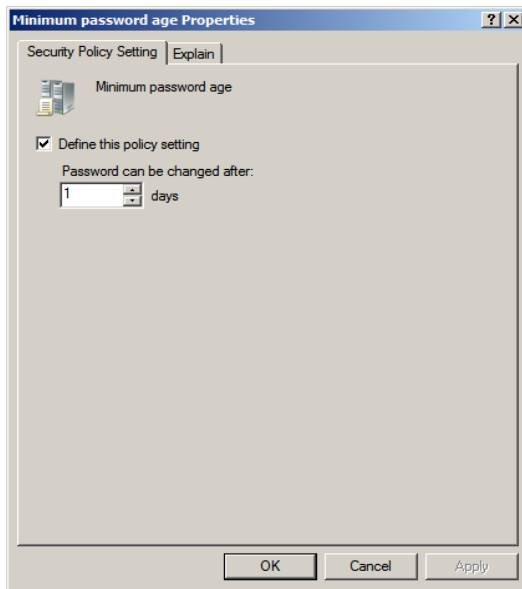 Minimum password age Properties
Security Policy Setting
Explain
Minimum password age
Define this policy setting
Password can be changed after:
1 days
OK
Cancel
Apply